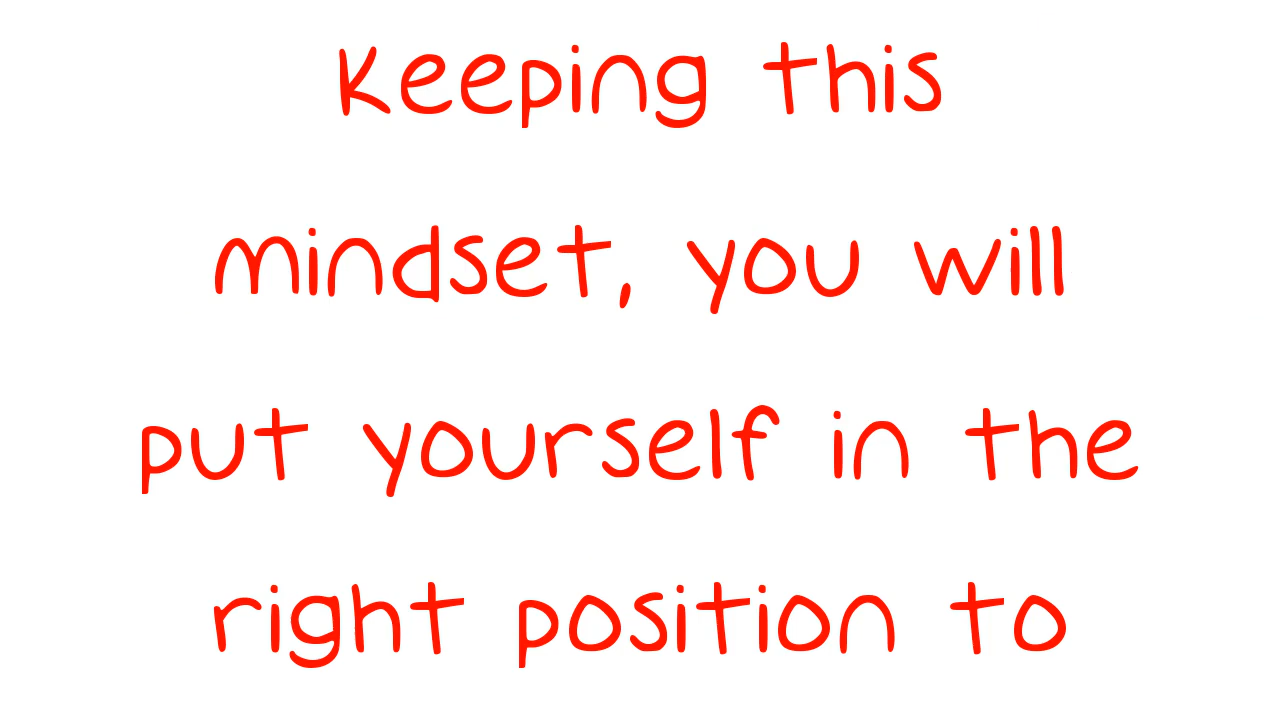 Keeping this
mindset, you will
put yourself in the
right position to